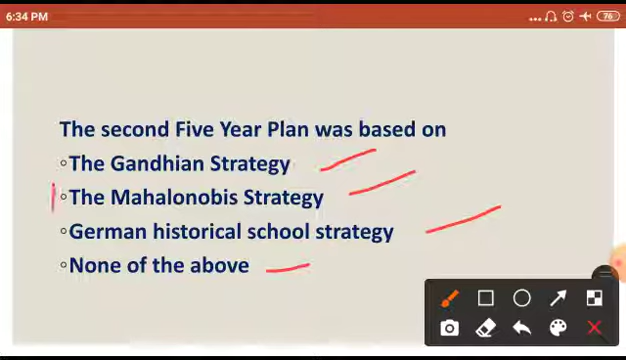 6:34 PM
76
The second Five Year Plan was based on
◦The Gandhian Strategy
◦The Mahalonobis Strategy
◦German historical school strategy
◦None of the above